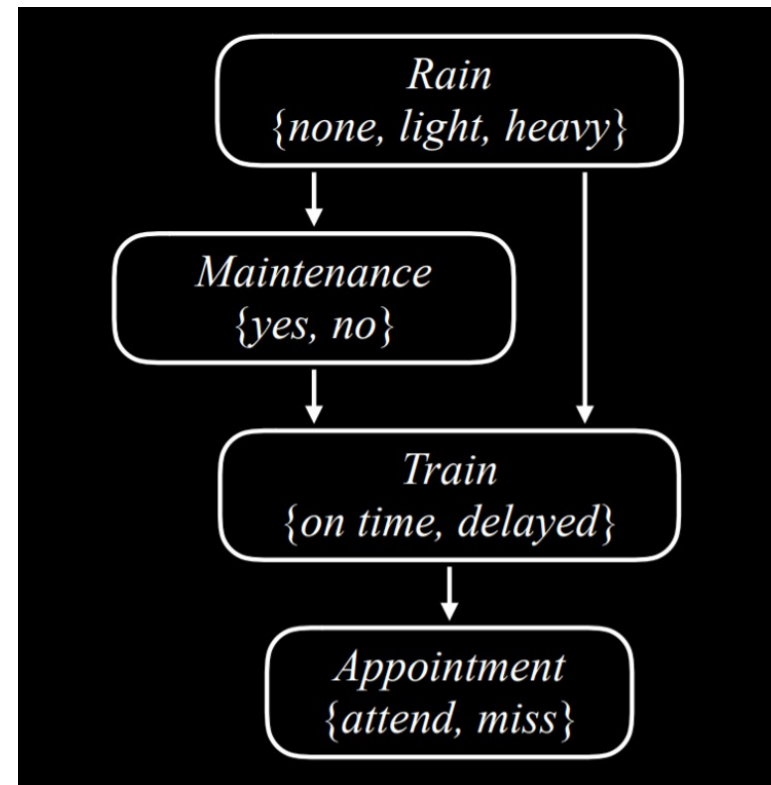 Rain
{none, light, heavy}
Maintenance
{yes, no}
Train
{on time, delayed}
Appointment
{attend, miss}